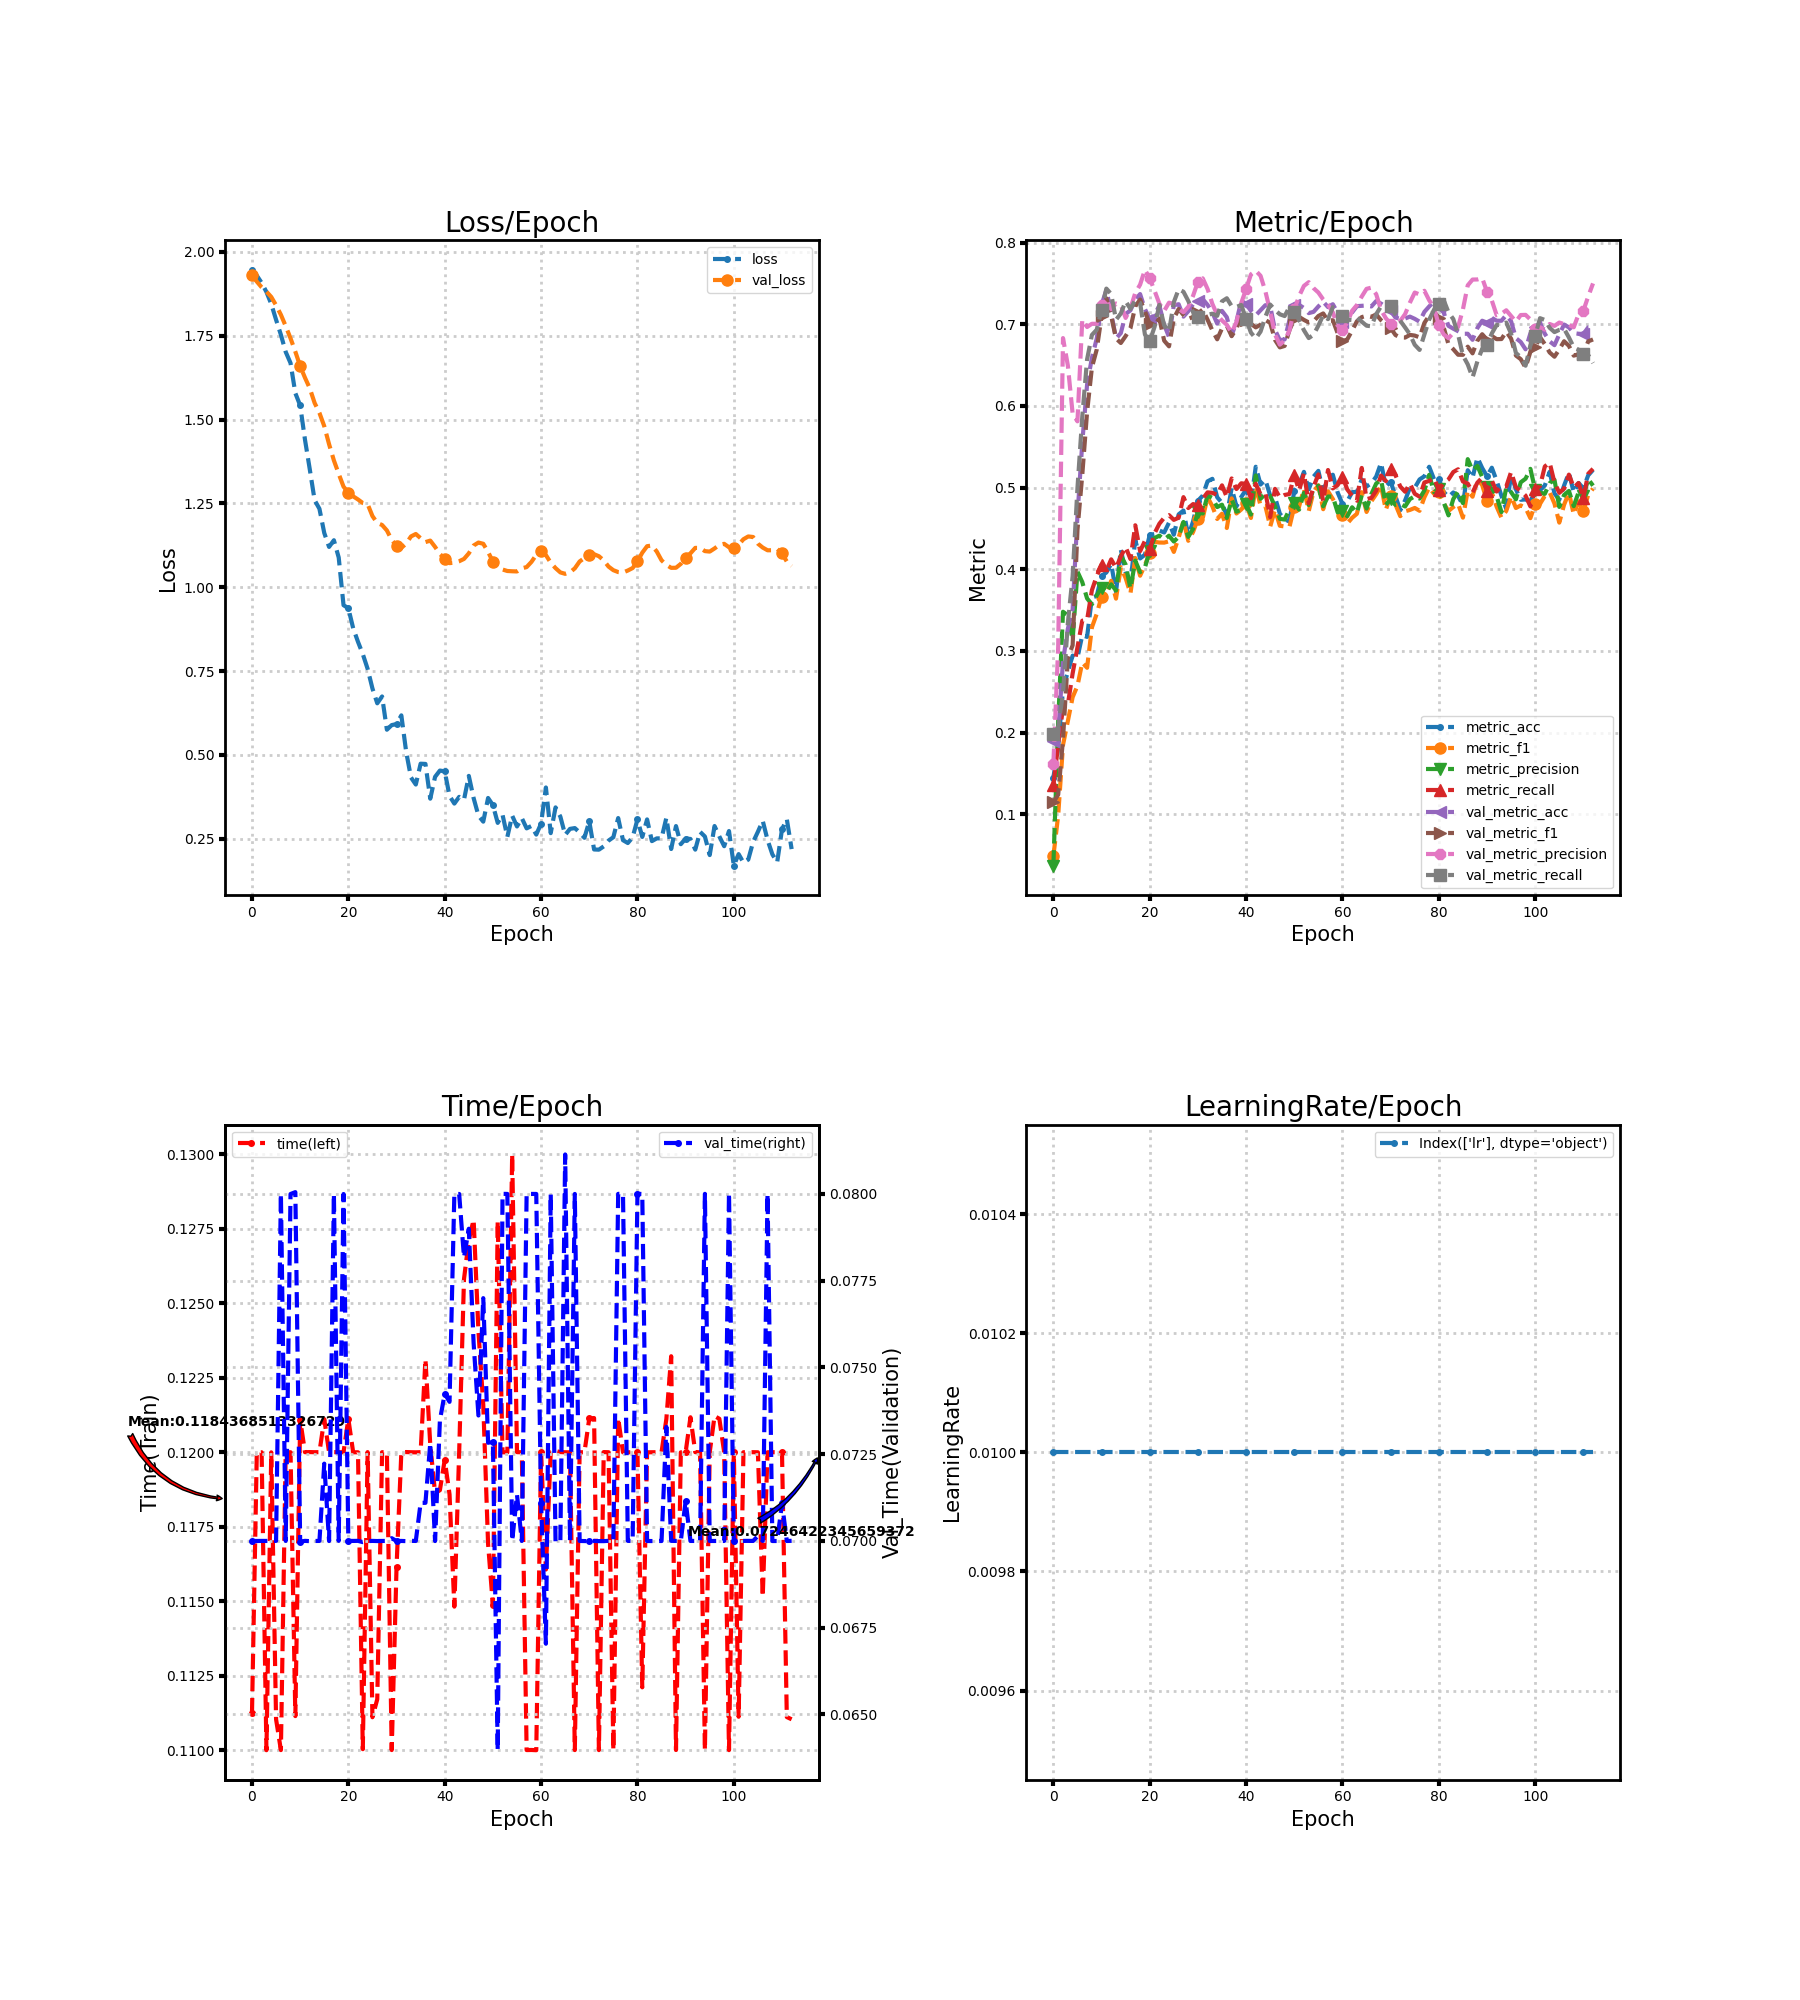 Loss/Epoch
2.00
1.75
1.50
1.25
1.00
0.75
0.50
0.25
Loss
0
20
40
60
80
100
Epoch
loss
val_loss
Metric/Epoch
0.8
0.7
0.6
0.5
0.4
0.3
0.2
0.1
Metric
0
20
40
60
80
100
Epoch
metric_acc
metric_f1
metric_precision
metric_recall
val_metric_acc
val_metric_f1
val_metric_precision
val_metric_recall
Time/Epoch
time(left)
val_time(right)
0.1300
0.1275
0.1250
0.1225
0.1200
0.1175
0.1150
0.1125
0.1100
Time(Train)
0.0800
0.0775
0.0750
0.0725
0.0700
0.0675
0.0650
Val_Time(Validation)
Mean:0.07246422345659372
0
20
40
60
80
100
Epoch
LearningRate/Epoch
Index(['lr'], dtype='object')
0.0104
0.0102
0.0100
0.0098
0.0096
LearningRate
0
20
40
60
80
100
Epoch